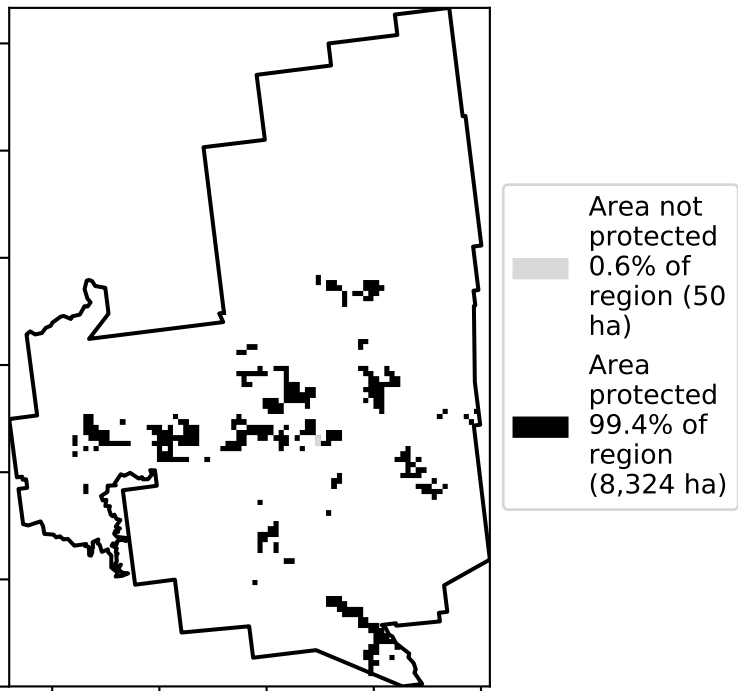 Area not
protected
0.6% of
region (50
ha)
Area
protected
99.4% of
region
(8,324 ha)